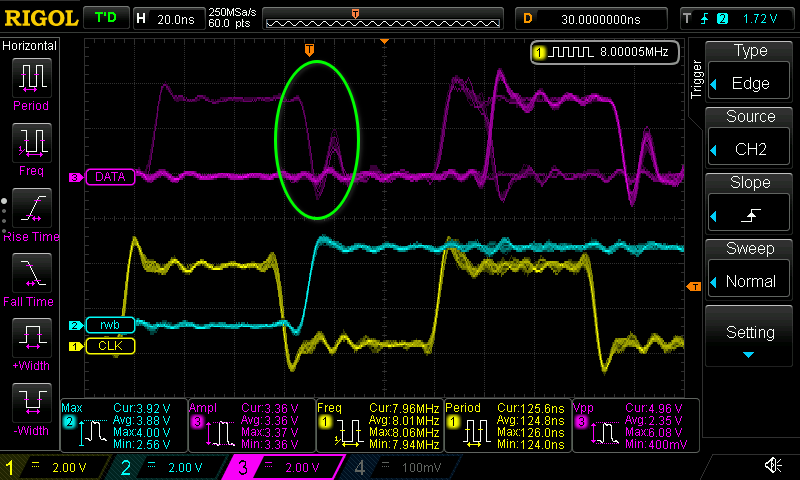 RIGOL T'D H 20.0ns 250MSa/s 60.0 pts T D 30.0000000ns T 2 1.72 V
Horizontal
Period
Freq
Rise Time
Fall Time
+Width
-Width
T
1 8.00005MHz
3 DATA
2 rwb
1 CLK
T
Trigger
Type
Edge
Source
CH2
Slope
Sweep
Normal
Setting
Max
2
Cur:3.92 V
Avg:3.88 V
Max:4.00 V
Min:2.56 V
Ampl
3
Cur:3.36 V
Avg:3.36 V
Max:3.37 V
Min:3.36 V
Freq
1
Cur:7.96MHz
Avg:8.01MHz
Max:8.06MHz
Min:7.94MHz
Period
1
Cur:125.6ns
Avg:124.8ns
Max:126.0ns
Min:124.0ns
Vpp
3
Cur:4.96 V
Avg:2.35 V
Max:6.08 V
Min:400mV
1 2.00 V 2 2.00 V 3 2.00 V 4 100mV